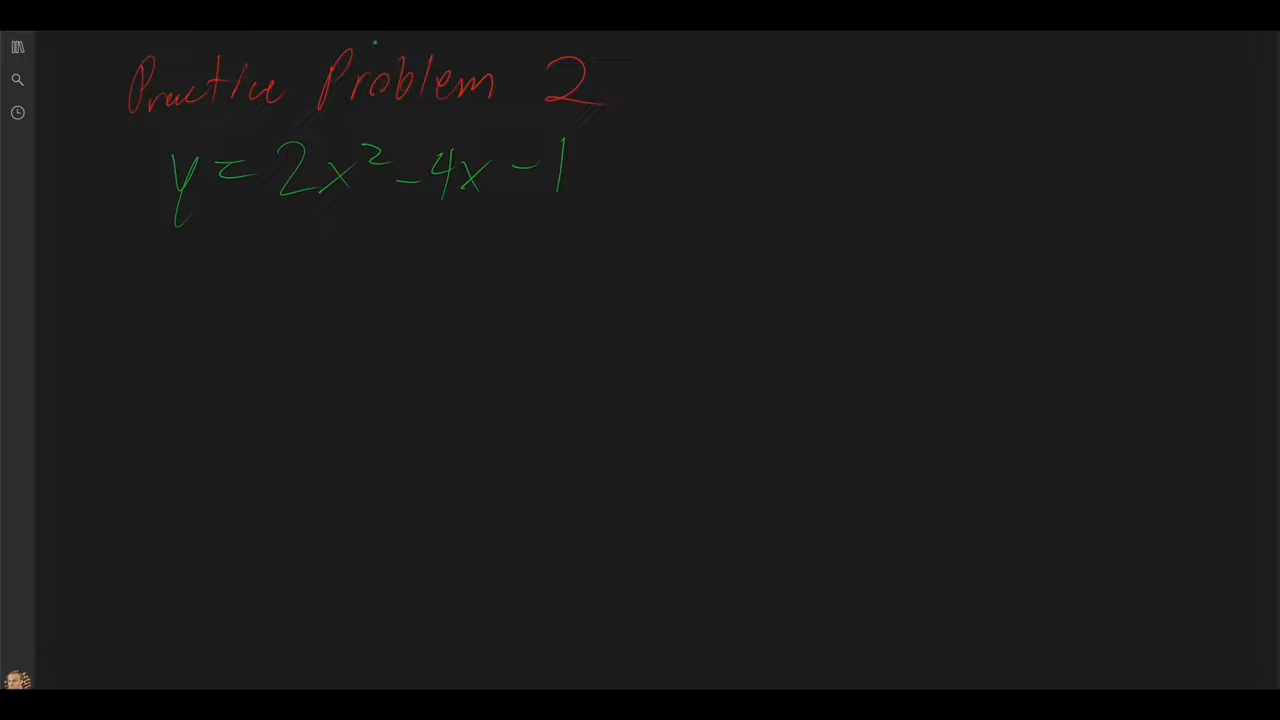 Practice Problem 2
y = 2x² - 4x - 1